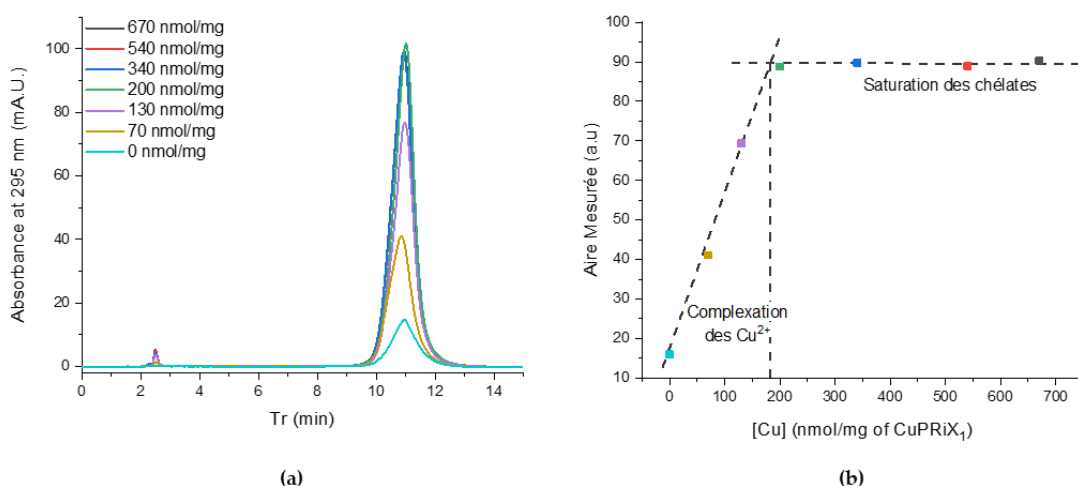 670 nmol/mg
540 nmol/mg
340 nmol/mg
200 nmol/mg
130 nmol/mg
70 nmol/mg
0 nmol/mg
Absorbance at 295 nm (m.A.U.)
100
80
60
40
20
0
0
2
4
6
8
10
12
14
Tr (min)
(a)
Aire Mesurée (a.u)
100
90
80
70
60
50
40
30
20
10
Saturation des chélates
Complexation
des Cu²⁺
0
100
200
300
400
500
600
700
[Cu] (nmol/mg of CuPRiX₁)
(b)